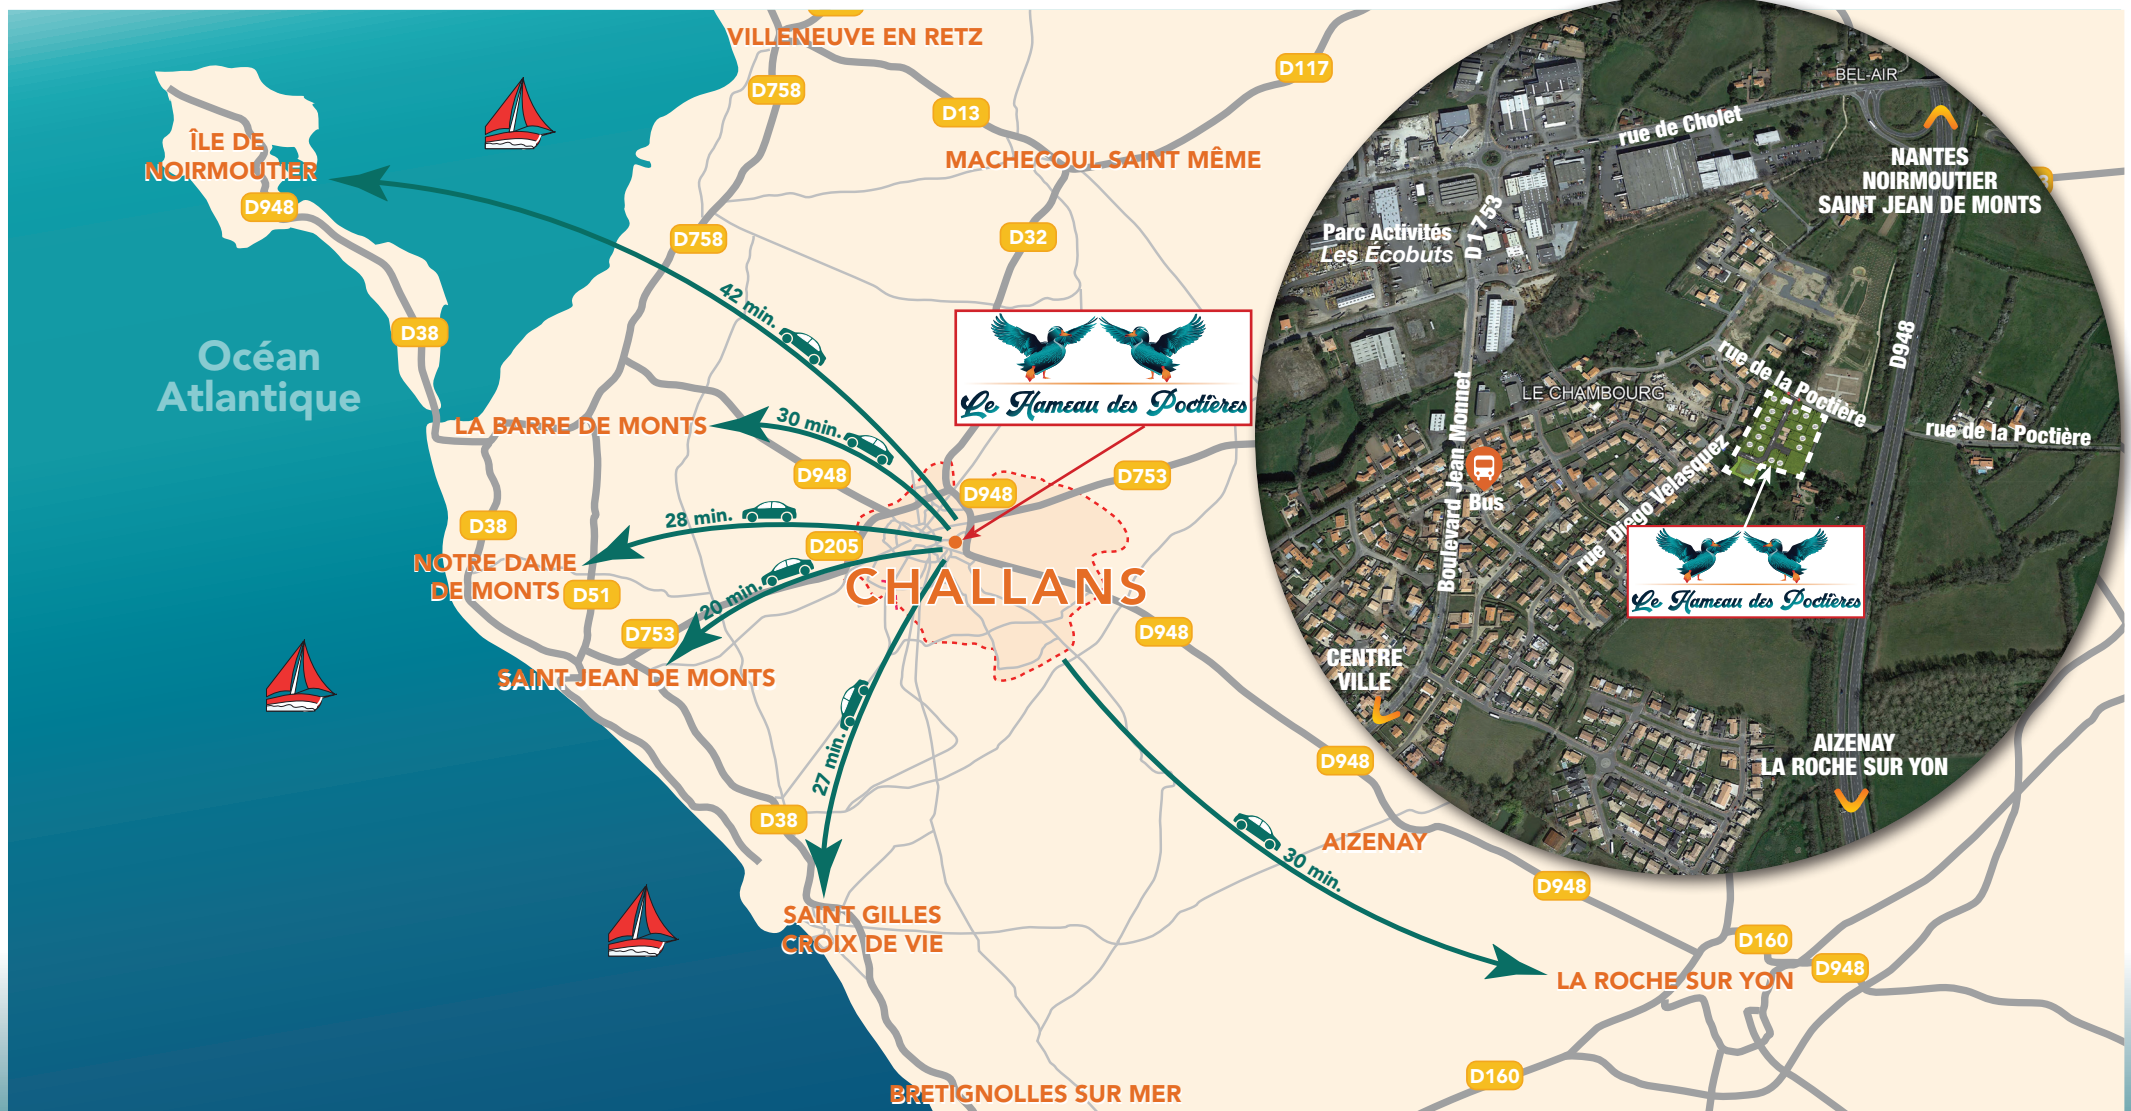 VILLENEUVE EN RETZ
D117
D758
D13
ÎLE DE
NOIRMOUTIER
MACHECOUL SAINT MÊME
D948
D758
D32
42 min.
D38
Océan
Atlantique
Le Hameau des Poctières
LA BARRE DE MONTS
30 min.
D948
D948
D753
D38
28 min.
D205
NOTRE DAME
DE MONTS
D51
20 min.
CHALLANS
D753
D948
SAINT JEAN DE MONTS
27 min.
D948
D38
AIZENAY
30 min.
D948
SAINT GILLES
CROIX DE VIE
D160
D948
LA ROCHE SUR YON
D160
BRETIGNOLLES SUR MER
BEL-AIR
rue de Cholet
NANTES
NOIRMOUTIER
SAINT JEAN DE MONTS
Parc Activités
Les Écobuts
D1753
D948
rue de la Poctière
LE CHAMBOURG
rue de la Poctière
Boulevard Jean Monnet
Bus
rue Diego Velasquez
Le Hameau des Poctières
CENTRE
VILLE
AIZENAY
LA ROCHE SUR YON